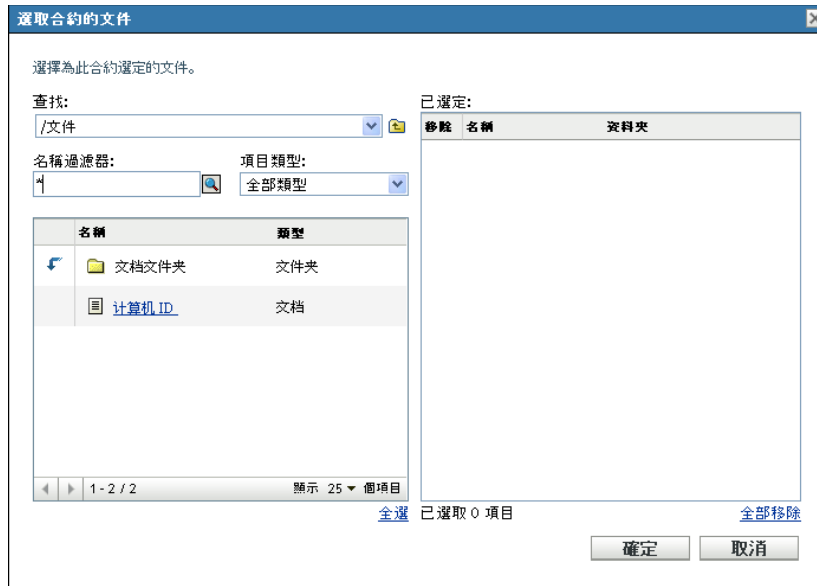 選取合約的文件
選擇為此合約選定的文件。
查找:
/文件
名稱過濾器:
項目類型:
*
全部類型
名稱 類型
文档文件夹 文件夹
计算机 ID 文档
1 - 2 / 2 顯示 25 個項目
全選
已選定:
移除 名稱 資料夾
已選取 0 項目
全部移除
確定 取消